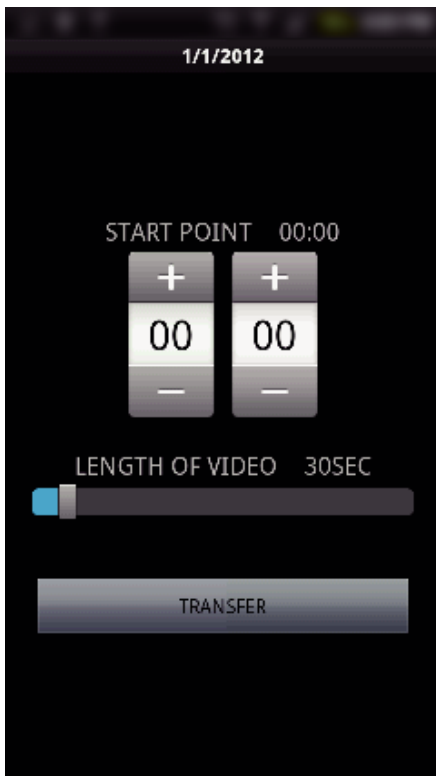 1/1/2012
START POINT 00:00
+ +
00 00
− −
LENGTH OF VIDEO 30SEC
TRANSFER